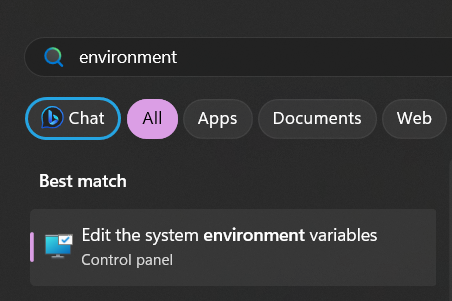 environment
Chat All Apps Documents Web
Best match
Edit the system environment variables
Control panel